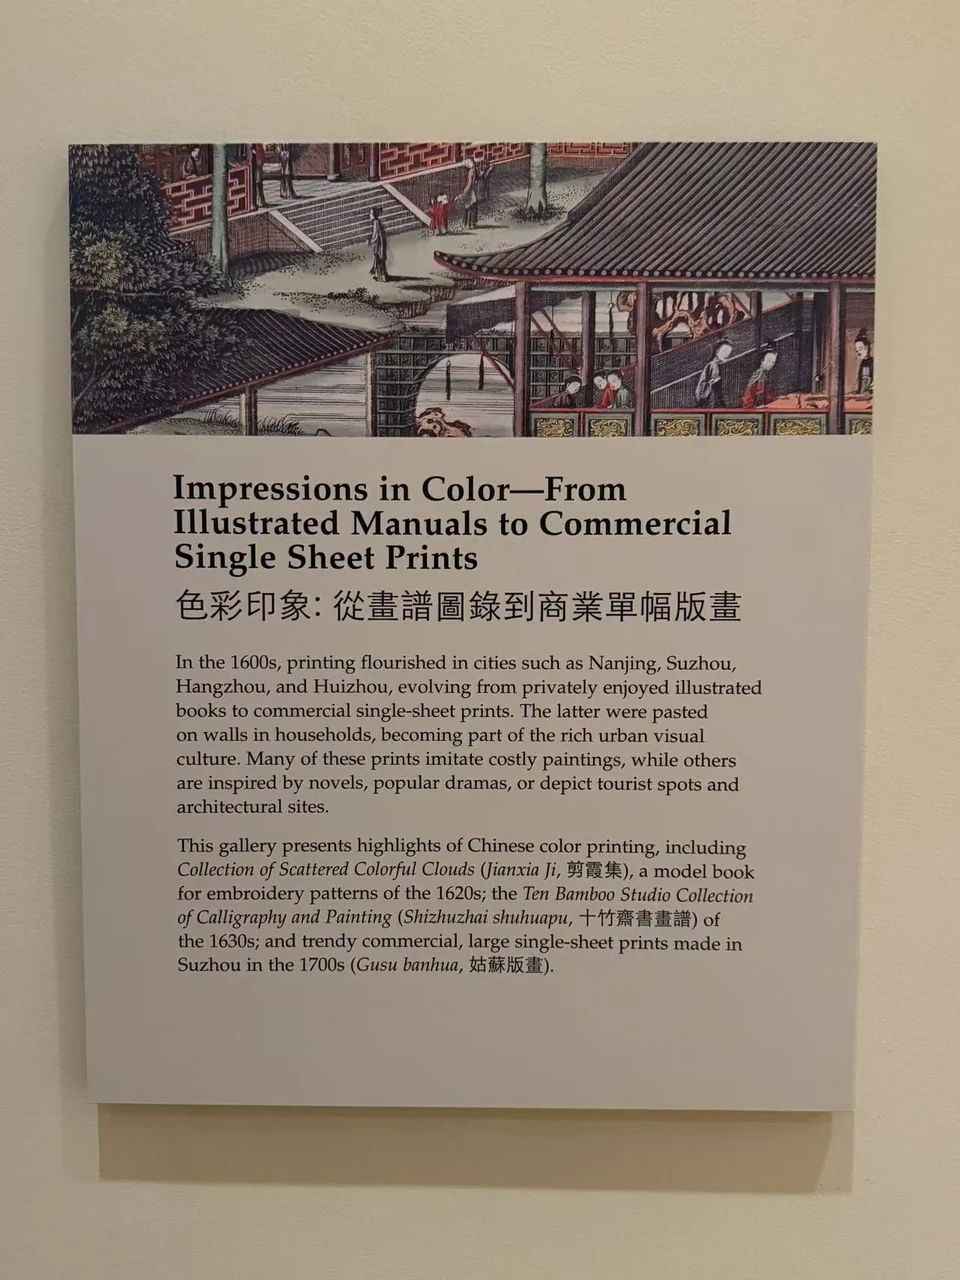 Impressions in Color—From
Illustrated Manuals to Commercial
Single Sheet Prints
色彩印象: 從畫譜圖錄到商業單幅版畫
In the 1600s, printing flourished in cities such as Nanjing, Suzhou,
Hangzhou, and Huizhou, evolving from privately enjoyed illustrated
books to commercial single-sheet prints. The latter were pasted
on walls in households, becoming part of the rich urban visual
culture. Many of these prints imitate costly paintings, while others
are inspired by novels, popular dramas, or depict tourist spots and
architectural sites.
This gallery presents highlights of Chinese color printing, including
Collection of Scattered Colorful Clouds (Jianxia Ji, 剪霞集), a model book
for embroidery patterns of the 1620s; the Ten Bamboo Studio Collection
of Calligraphy and Painting (Shizhuzhai shuhuapu, 十竹齋書畫譜) of
the 1630s; and trendy commercial, large single-sheet prints made in
Suzhou in the 1700s (Gusu banhua, 姑蘇版畫).